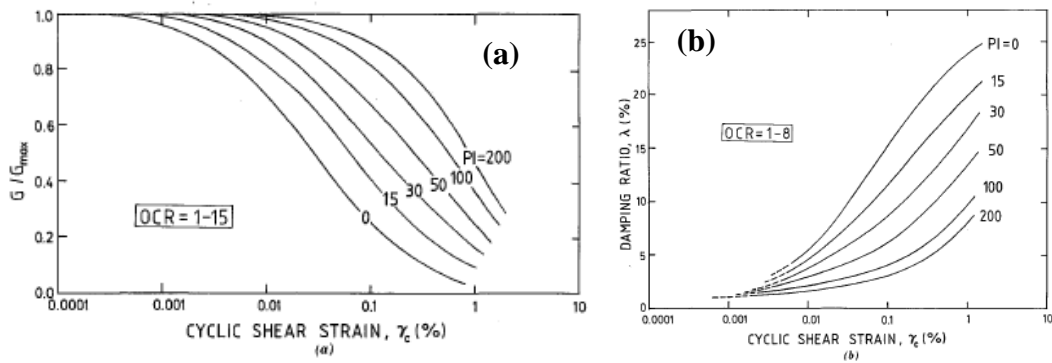 1.0
0.8
0.6
0.4
0.2
0.0
G/Gmax
(a)
PI=200
100
50
30
15
0
OCR = 1-15
0.0001
0.001
0.01
0.1
1
10
CYCLIC SHEAR STRAIN, γc (%)
(a)
25
20
15
10
5
0
DAMPING RATIO, λ (%)
(b)
PI=0
15
30
50
100
200
OCR=1-8
0.0001
0.001
0.01
0.1
1
10
CYCLIC SHEAR STRAIN, γc(%)
(b)